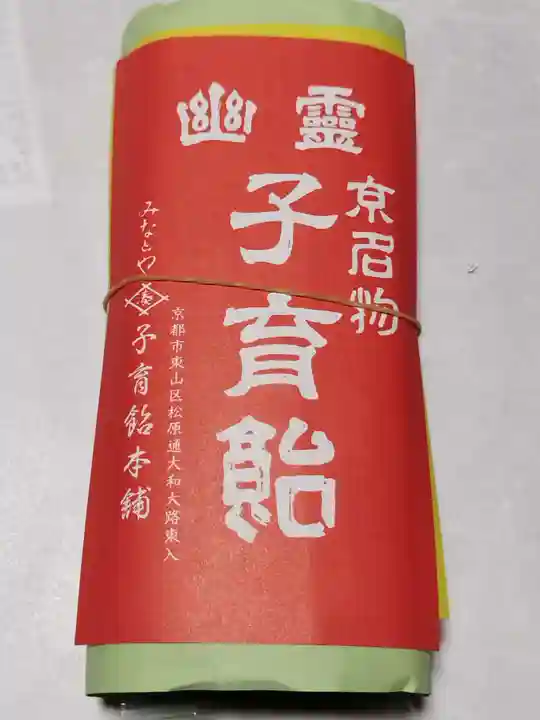 幽靈
京名物
子育飴
京都市東山区松原通大和大路東入
みなとや 子育飴本舗